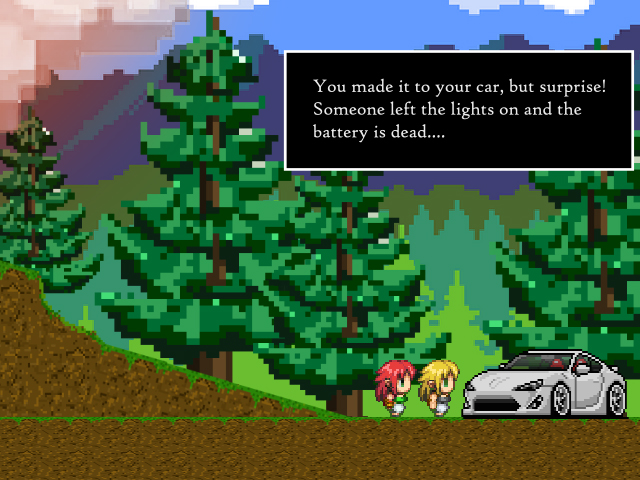 You made it to your car, but surprise!
Someone left the lights on and the
battery is dead....